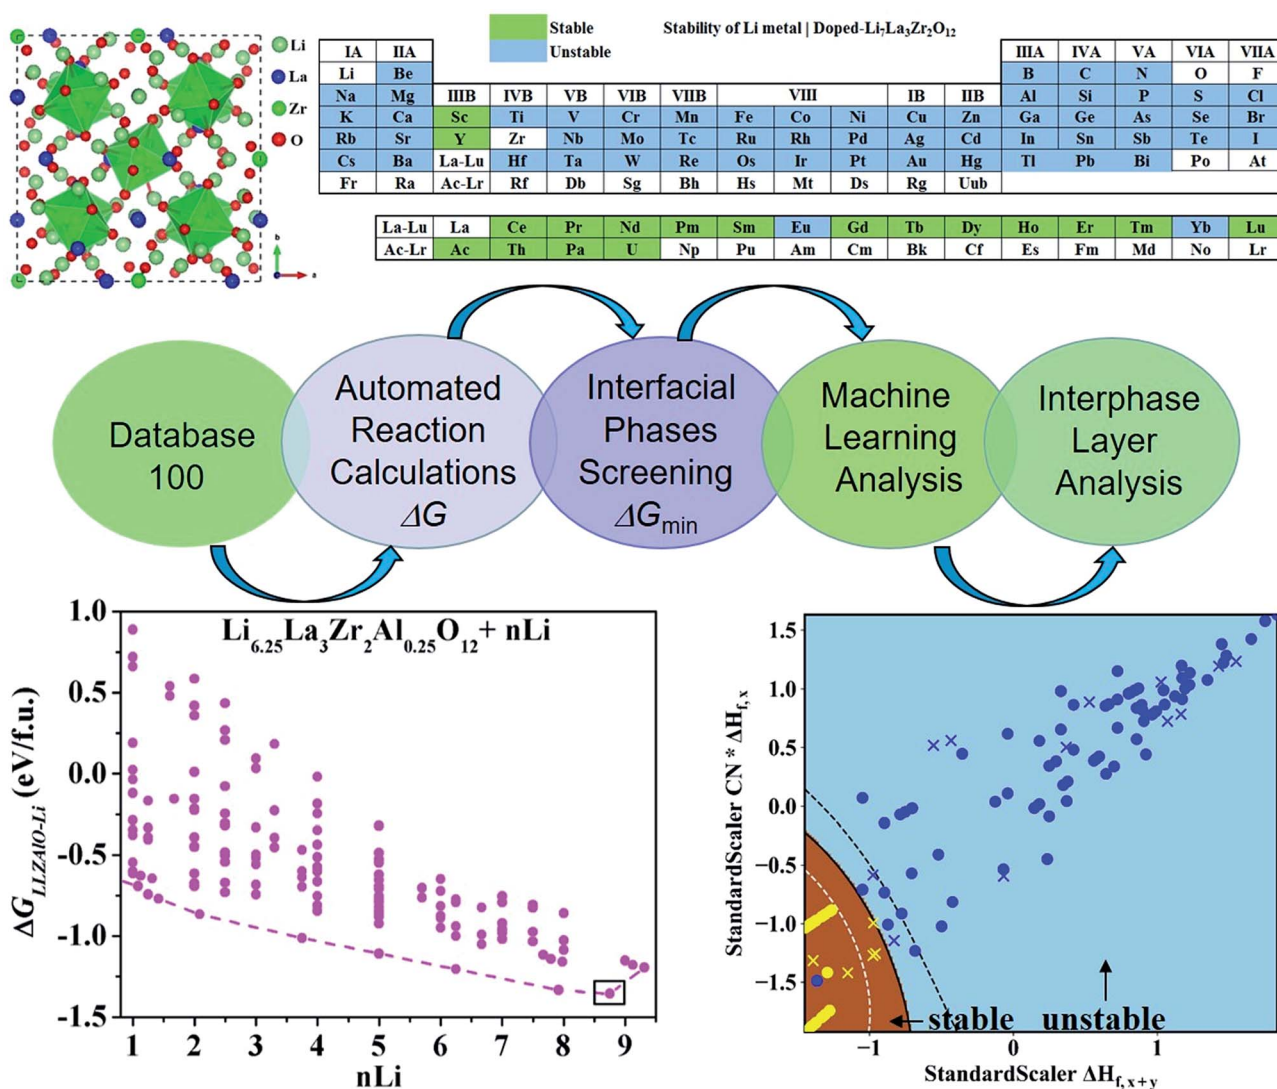 Stable
Unstable
Stability of Li metal | Doped-Li₇La₃Zr₂O₁₂
Li
La
Zr
O
b
a
IA IIA IIIA IVA VA VIA VIIA
Li Be B C N O F
Na Mg IIIB IVB VB VIB VIIB VIII IB IIB Al Si P S Cl
K Ca Sc Ti V Cr Mn Fe Co Ni Cu Zn Ga Ge As Se Br
Rb Sr Y Zr Nb Mo Tc Ru Rh Pd Ag Cd In Sn Sb Te I
Cs Ba La-Lu Hf Ta W Re Os Ir Pt Au Hg Tl Pb Bi Po At
Fr Ra Ac-Lr Rf Db Sg Bh Hs Mt Ds Rg Uub
La-Lu La Ce Pr Nd Pm Sm Eu Gd Tb Dy Ho Er Tm Yb Lu
Ac-Lr Ac Th Pa U Np Pu Am Cm Bk Cf Es Fm Md No Lr
Database
100
Automated
Reaction
Calculations
ΔG
Interfacial
Phases
Screening
ΔGmin
Machine
Learning
Analysis
Interphase
Layer
Analysis
Li₆.₂₅La₃Zr₂Al₀.₂₅O₁₂+ nLi
ΔG_LLZAlO-Li (eV/f.u.)
1.0
0.5
0.0
-0.5
-1.0
-1.5
1 2 3 4 5 6 7 8 9
nLi
StandardScaler CN * ΔHf,x
1.5
1.0
0.5
0.0
−0.5
−1.0
−1.5
stable unstable
−1 0 1
StandardScaler ΔHf,x+y